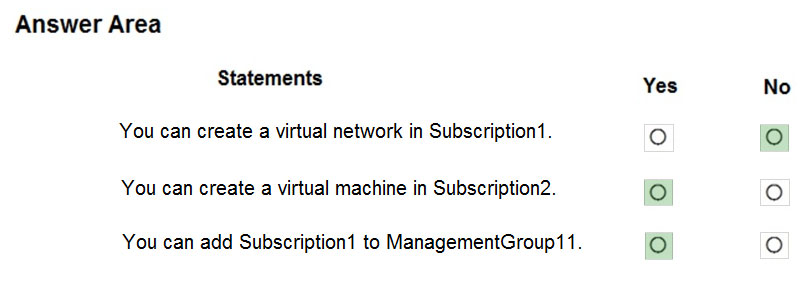 Answer Area
Statements Yes No
You can create a virtual network in Subscription1.
You can create a virtual machine in Subscription2.
You can add Subscription1 to ManagementGroup11.